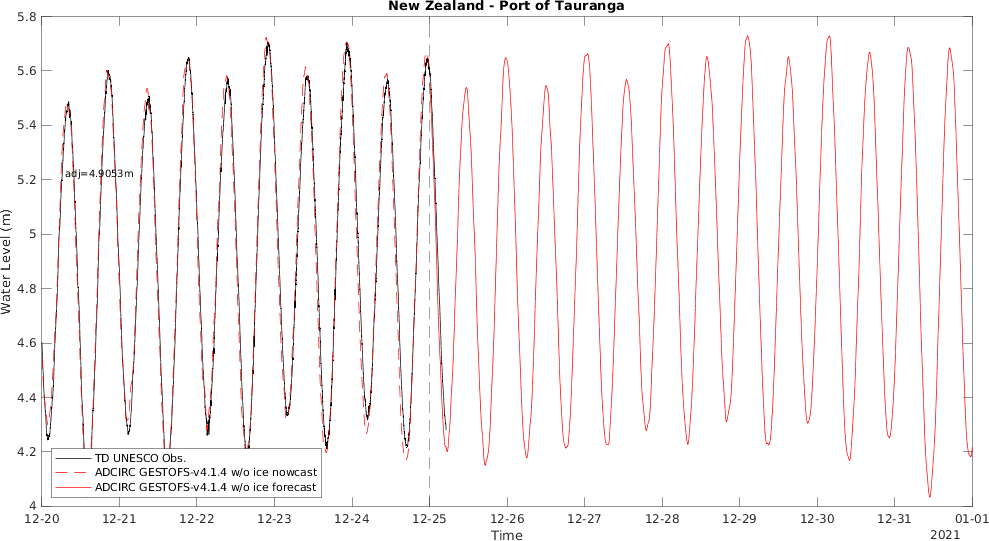 New Zealand - Port of Tauranga
5.8
5.6
5.4
5.2
5
4.8
4.6
4.4
4.2
4
Water Level (m)
adj=4.9053m
TD UNESCO Obs.
ADCIRC GESTOFS-v4.1.4 w/o ice nowcast
ADCIRC GESTOFS-v4.1.4 w/o ice forecast
12-20 12-21 12-22 12-23 12-24 12-25 12-26 12-27 12-28 12-29 12-30 12-31 01-01
Time
2021